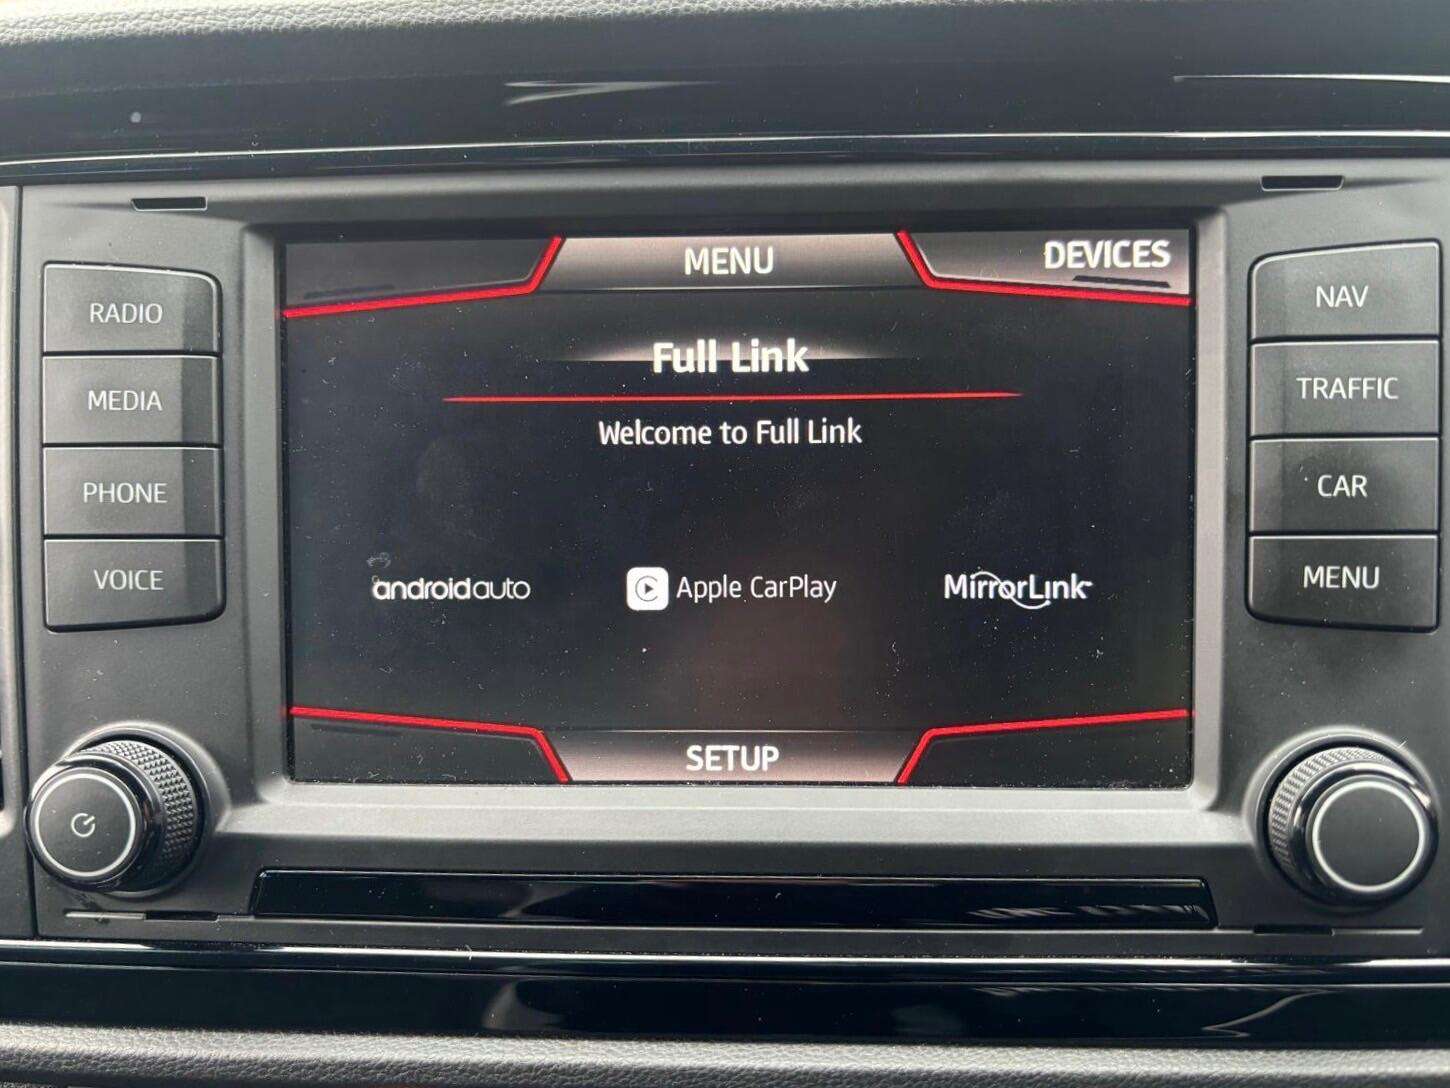 MENU
DEVICES
RADIO
MEDIA
PHONE
VOICE
Full Link
Welcome to Full Link
androidauto
Apple CarPlay
MirrorLink
SETUP
NAV
TRAFFIC
CAR
MENU